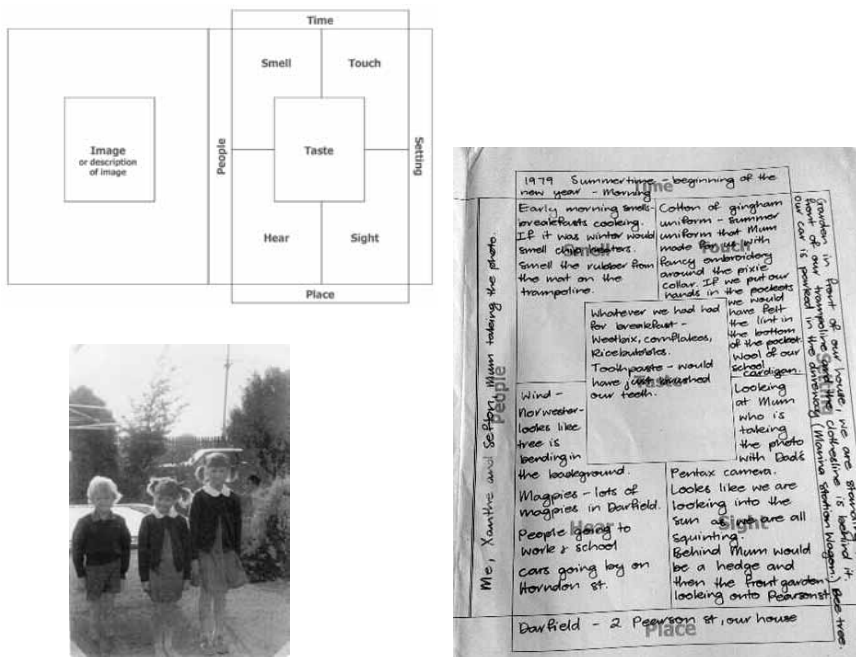 Time
Smell
Touch
Image
or description
of image
People
Taste
Setting
Hear
Sight
Place
1979 Summertime - beginning of the
new year - Morning
Time
Early morning smells -
breakfasts cooking.
If it was winter would
smell chip heaters.
Smell the rubber from
the mat on the
trampoline.
Smell
Cotton of gingham
uniform - summer
uniform that Mum
made for us with
fancy embroidery
around the pixie
collar. If we put our
hands in the pockets
we would
have felt
the lint in
the bottom
of the pocket.
Wool of our
school
cardigan.
Touch
Whatever we had had
for breakfast -
Weetbix, cornflakes,
Ricebubbles.
Toothpaste - would
have just brushed
our teeth.
Taste
Me, Xanthe and Sefton, Mum taking the photo.
People
Garden in front of our house, we are standing in
front of our trampoline and the clothesline is behind it.
our car is parked in the driveway (Marina Station Wagon) Bee tree.
Wind -
Norwester -
looks like
tree is
bending in
the background.
Magpies - lots of
magpies in Darfield.
People going to
work & school
cars going by on
Horndon st.
Hear
Looking
at Mum
who is
taking
the photo
with Dad's
Pentax camera.
Looks like we are
looking into the
sun as we are all
squinting.
Behind Mum would
be a hedge and
then the front garden
looking onto Pearson st
Sight
Darfield - 2 Pearson st, our house
Place